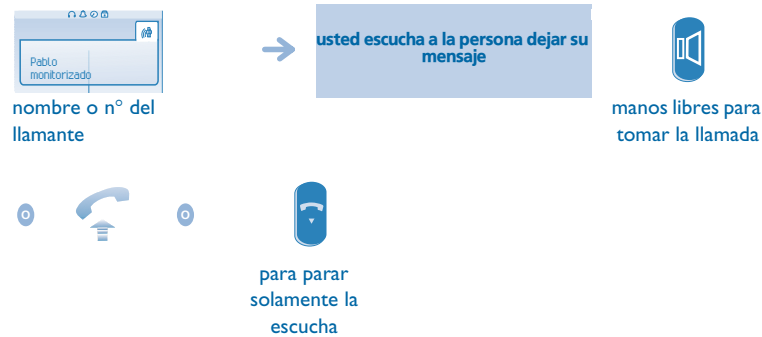 Pablo
monitorizado
nombre o n° del
llamante
usted escucha a la persona dejar su
mensaje
manos libres para
tomar la llamada
o
o
para parar
solamente la
escucha